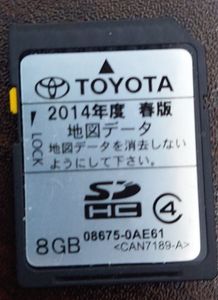 TOYOTA
2014年度 春版
地図データ
地図データを消去しない
ようにして下さい。
LOCK
SD
HC 4
8GB 08675-0AE61
<CAN7189-A>